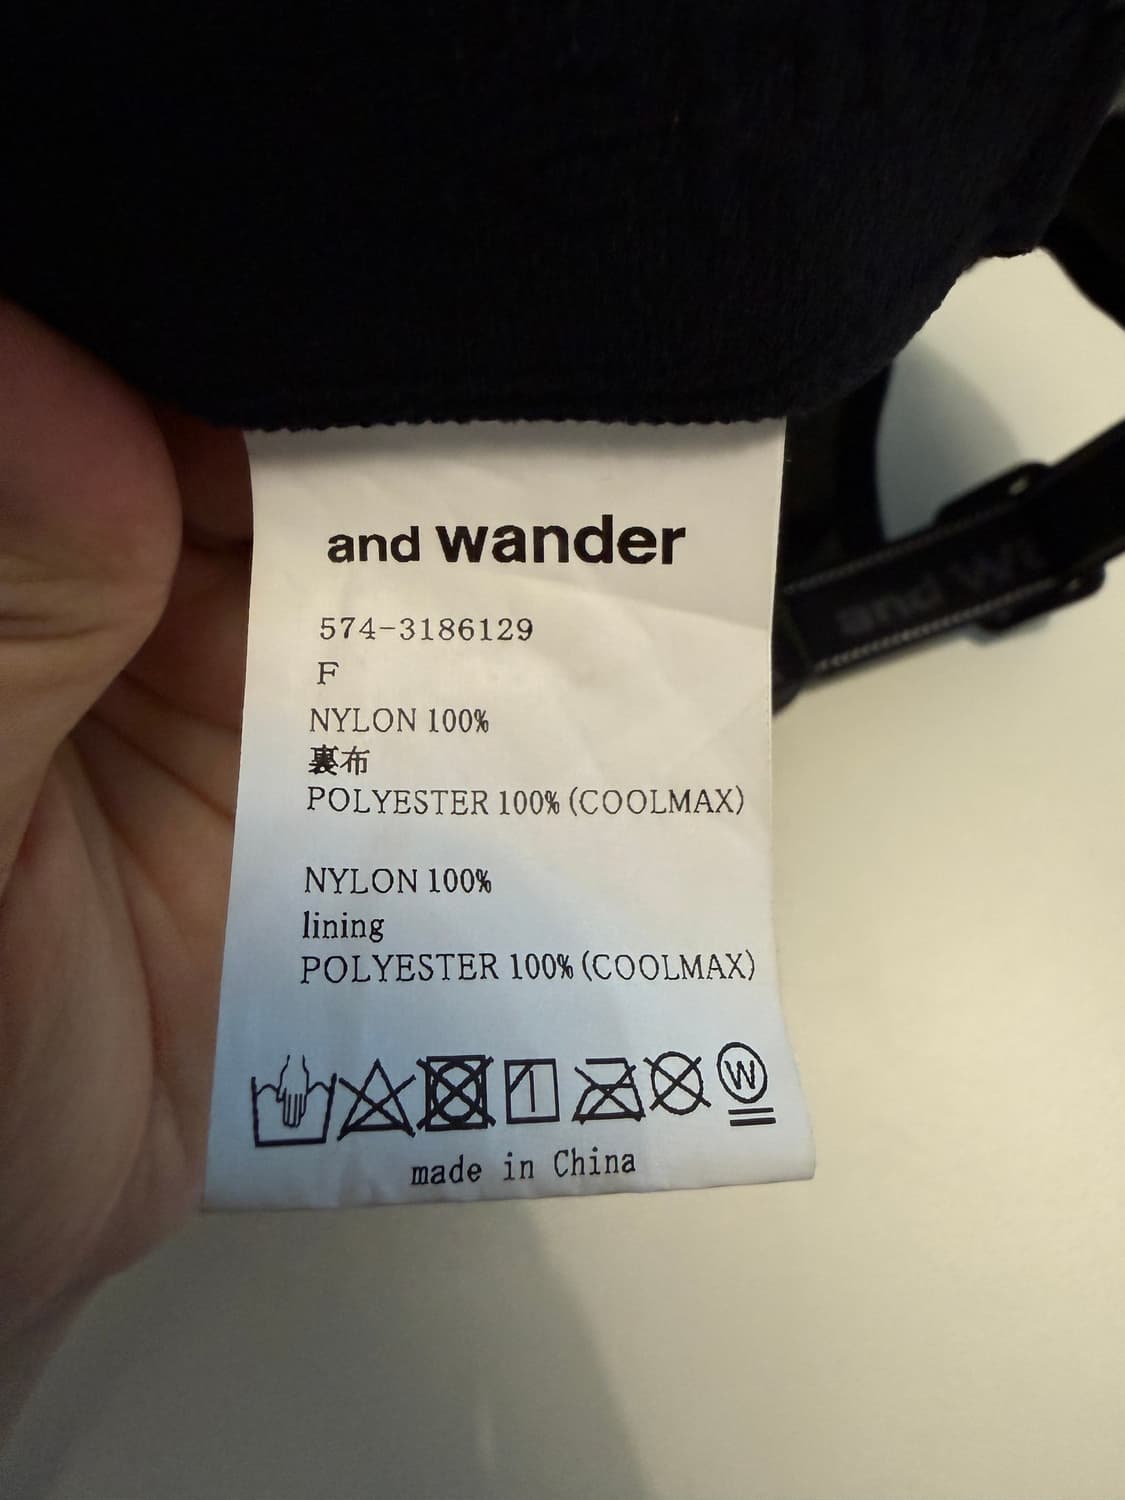 and wander
574-3186129
F
NYLON 100%
裏布
POLYESTER 100% (COOLMAX)
NYLON 100%
lining
POLYESTER 100% (COOLMAX)
W
made in China
and